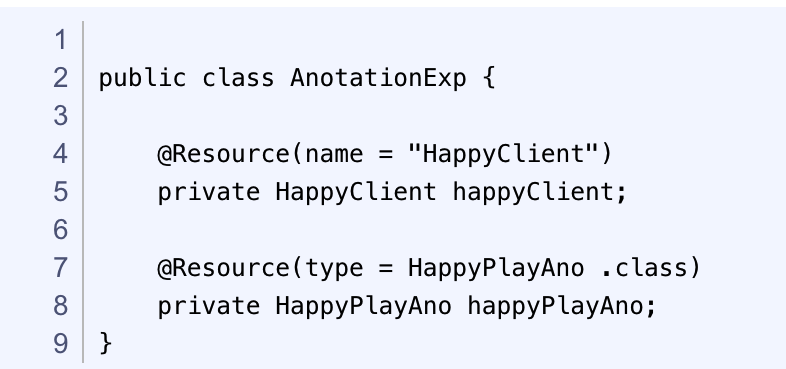 1
2 public class AnotationExp {
3
4     @Resource(name = "HappyClient")
5     private HappyClient happyClient;
6
7     @Resource(type = HappyPlayAno .class)
8     private HappyPlayAno happyPlayAno;
9 }